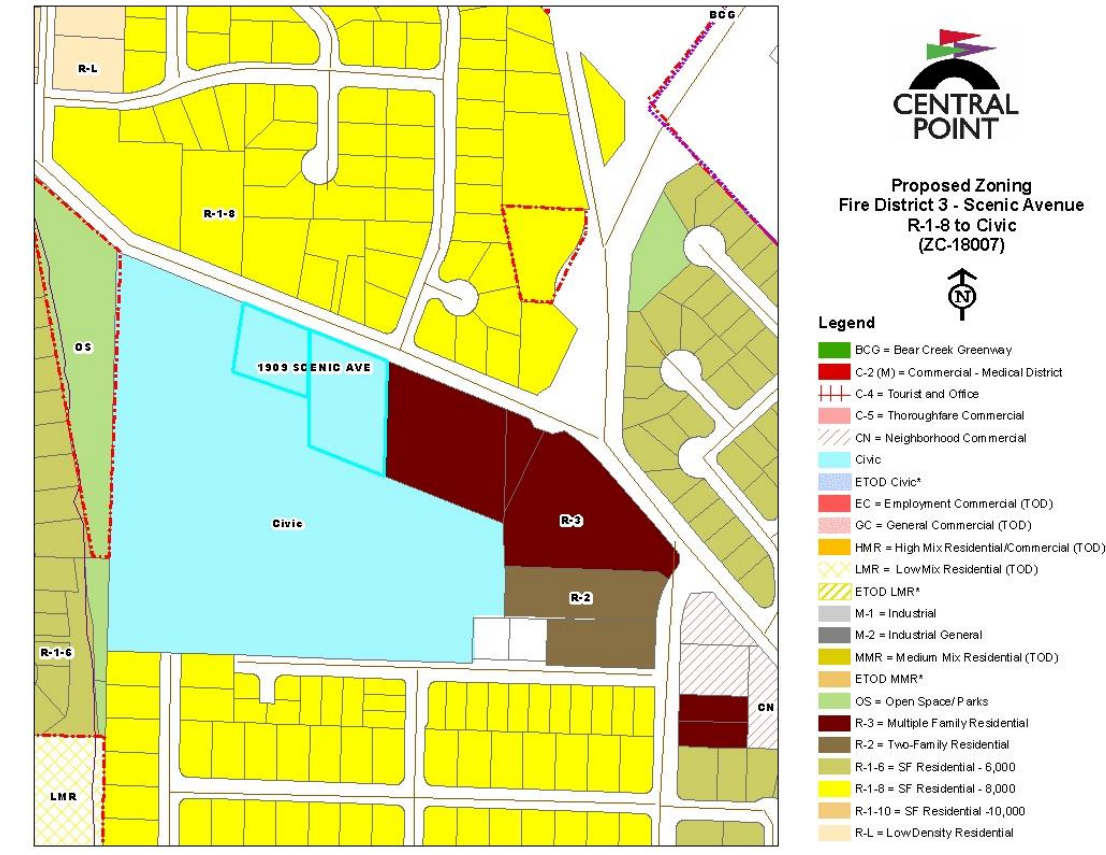 BCG
R-L
R-1-8
OS
1909 SCENIC AVE
Civic
R-3
R-2
R-1-6
CN
LMR
CENTRAL
POINT
Proposed Zoning
Fire District 3 - Scenic Avenue
R-1-8 to Civic
(ZC-18007)
N
Legend
BCG = Bear Creek Greenway
C-2 (M) = Commercial - Medical District
C-4 = Tourist and Office
C-5 = Thoroughfare Commercial
CN = Neighborhood Commercial
Civic
ETOD Civic*
EC = Employment Commercial (TOD)
GC = General Commercial (TOD)
HMR = High Mix Residential/Commercial (TOD)
LMR = Low Mix Residential (TOD)
ETOD LMR*
M-1 = Industrial
M-2 = Industrial General
MMR = Medium Mix Residential (TOD)
ETOD MMR*
OS = Open Space/Parks
R-3 = Multiple Family Residential
R-2 = Two-Family Residential
R-1-6 = SF Residential - 6,000
R-1-8 = SF Residential - 8,000
R-1-10 = SF Residential -10,000
R-L = Low Density Residential